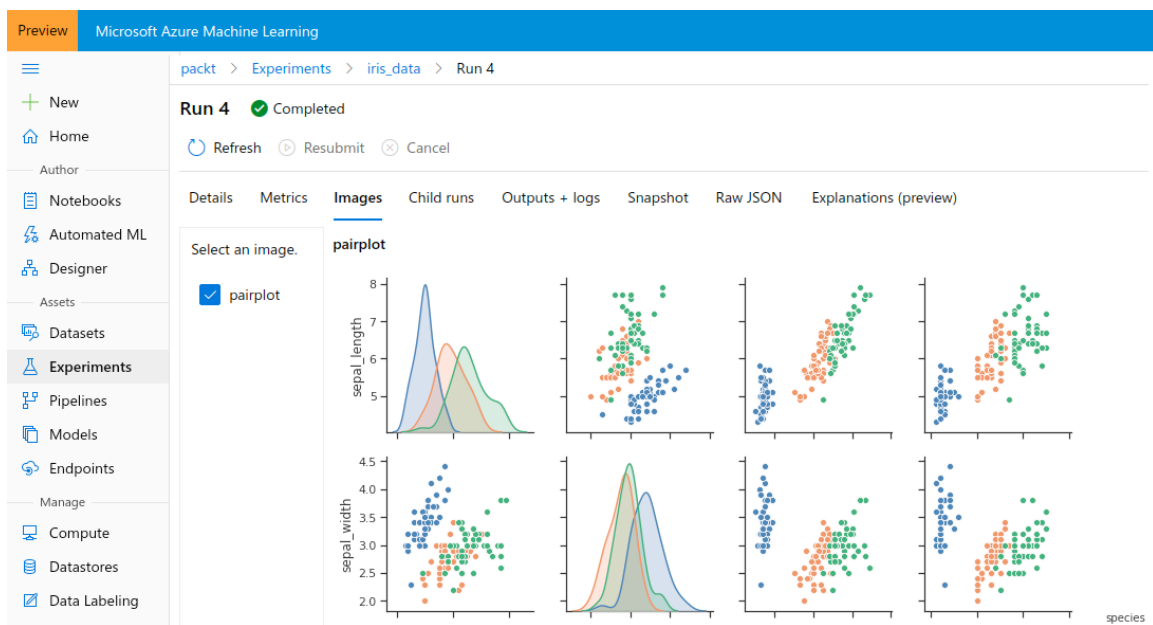 Preview Microsoft Azure Machine Learning
packt > Experiments > iris_data > Run 4
New
Home
Author
Notebooks
Automated ML
Designer
Assets
Datasets
Experiments
Pipelines
Models
Endpoints
Manage
Compute
Datastores
Data Labeling
Run 4 Completed
Refresh Resubmit Cancel
Details Metrics Images Child runs Outputs + logs Snapshot Raw JSON Explanations (preview)
Select an image.
pairplot
pairplot
sepal_length
8
7
6
5
sepal_width
4.5
4.0
3.5
3.0
2.5
2.0
species